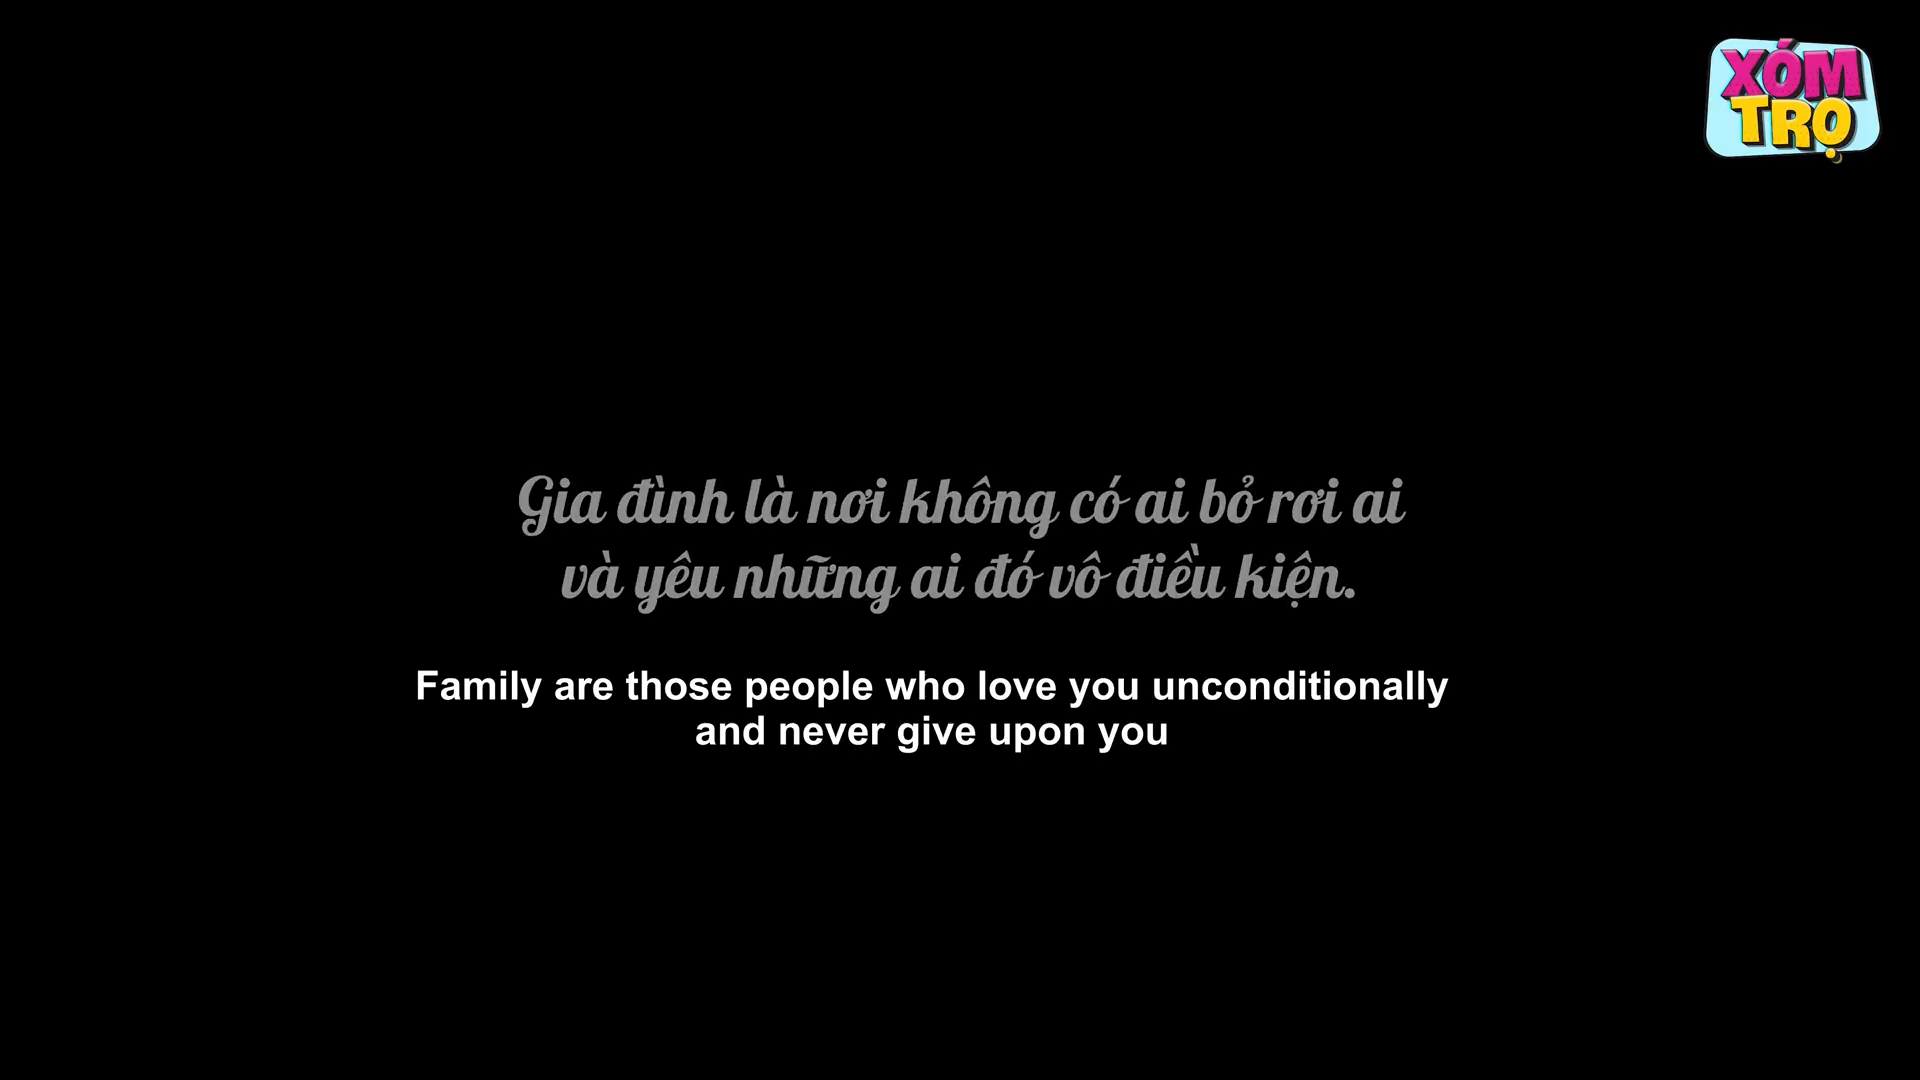 XÓM
TRỌ
Gia đình là nơi không có ai bỏ rơi ai
và yêu những ai đó vô điều kiện.
Family are those people who love you unconditionally
and never give upon you